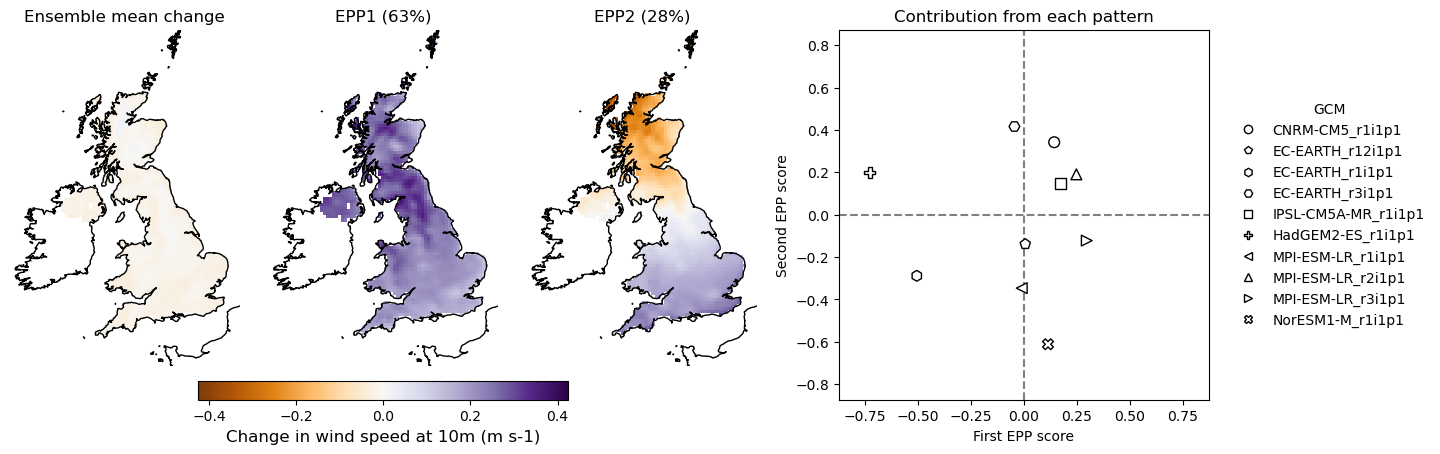 Ensemble mean change
EPP1 (63%)
EPP2 (28%)
Contribution from each pattern
−0.4
−0.2
0.0
0.2
0.4
Change in wind speed at 10m (m s-1)
0.8
0.6
0.4
0.2
0.0
−0.2
−0.4
−0.6
−0.8
Second EPP score
−0.75
−0.50
−0.25
0.00
0.25
0.50
0.75
First EPP score
GCM
CNRM-CM5_r1i1p1
EC-EARTH_r12i1p1
EC-EARTH_r1i1p1
EC-EARTH_r3i1p1
IPSL-CM5A-MR_r1i1p1
HadGEM2-ES_r1i1p1
MPI-ESM-LR_r1i1p1
MPI-ESM-LR_r2i1p1
MPI-ESM-LR_r3i1p1
NorESM1-M_r1i1p1